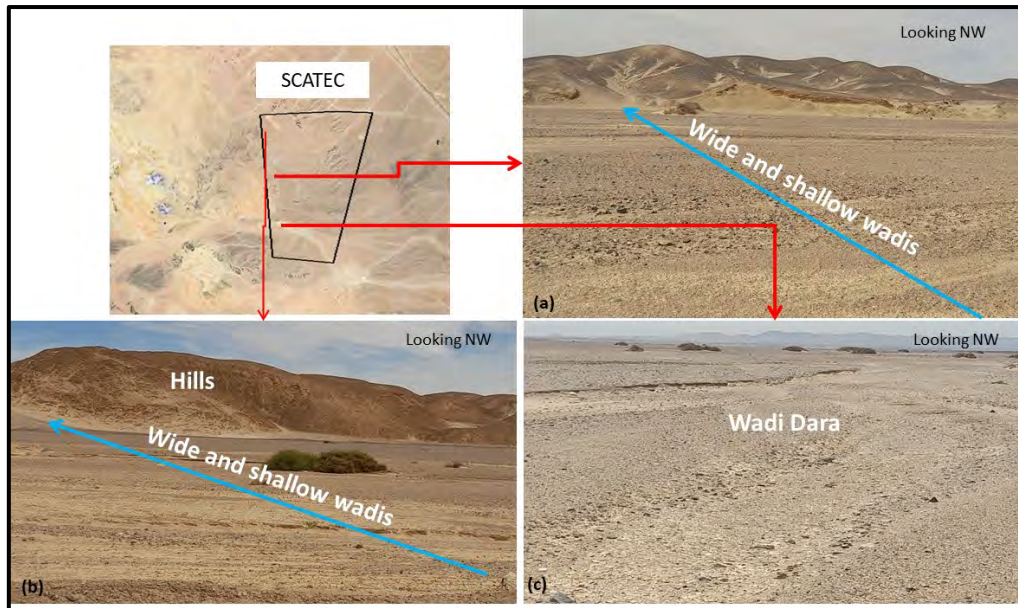 SCATEC
Looking NW
Wide and shallow wadis
(a)
Looking NW
Hills
Wide and shallow wadis
(b)
Looking NW
Wadi Dara
(c)